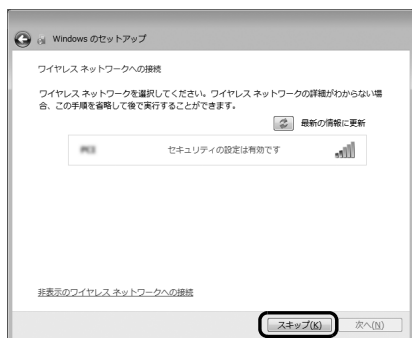 Windows のセットアップ
ワイヤレス ネットワークへの接続
ワイヤレス ネットワークを選択してください。ワイヤレス ネットワークの詳細がわからない場
合、この手順を省略して後で実行することができます。
最新の情報に更新
セキュリティの設定は有効です
非表示のワイヤレス ネットワークへの接続
スキップ(K)
次へ(N)